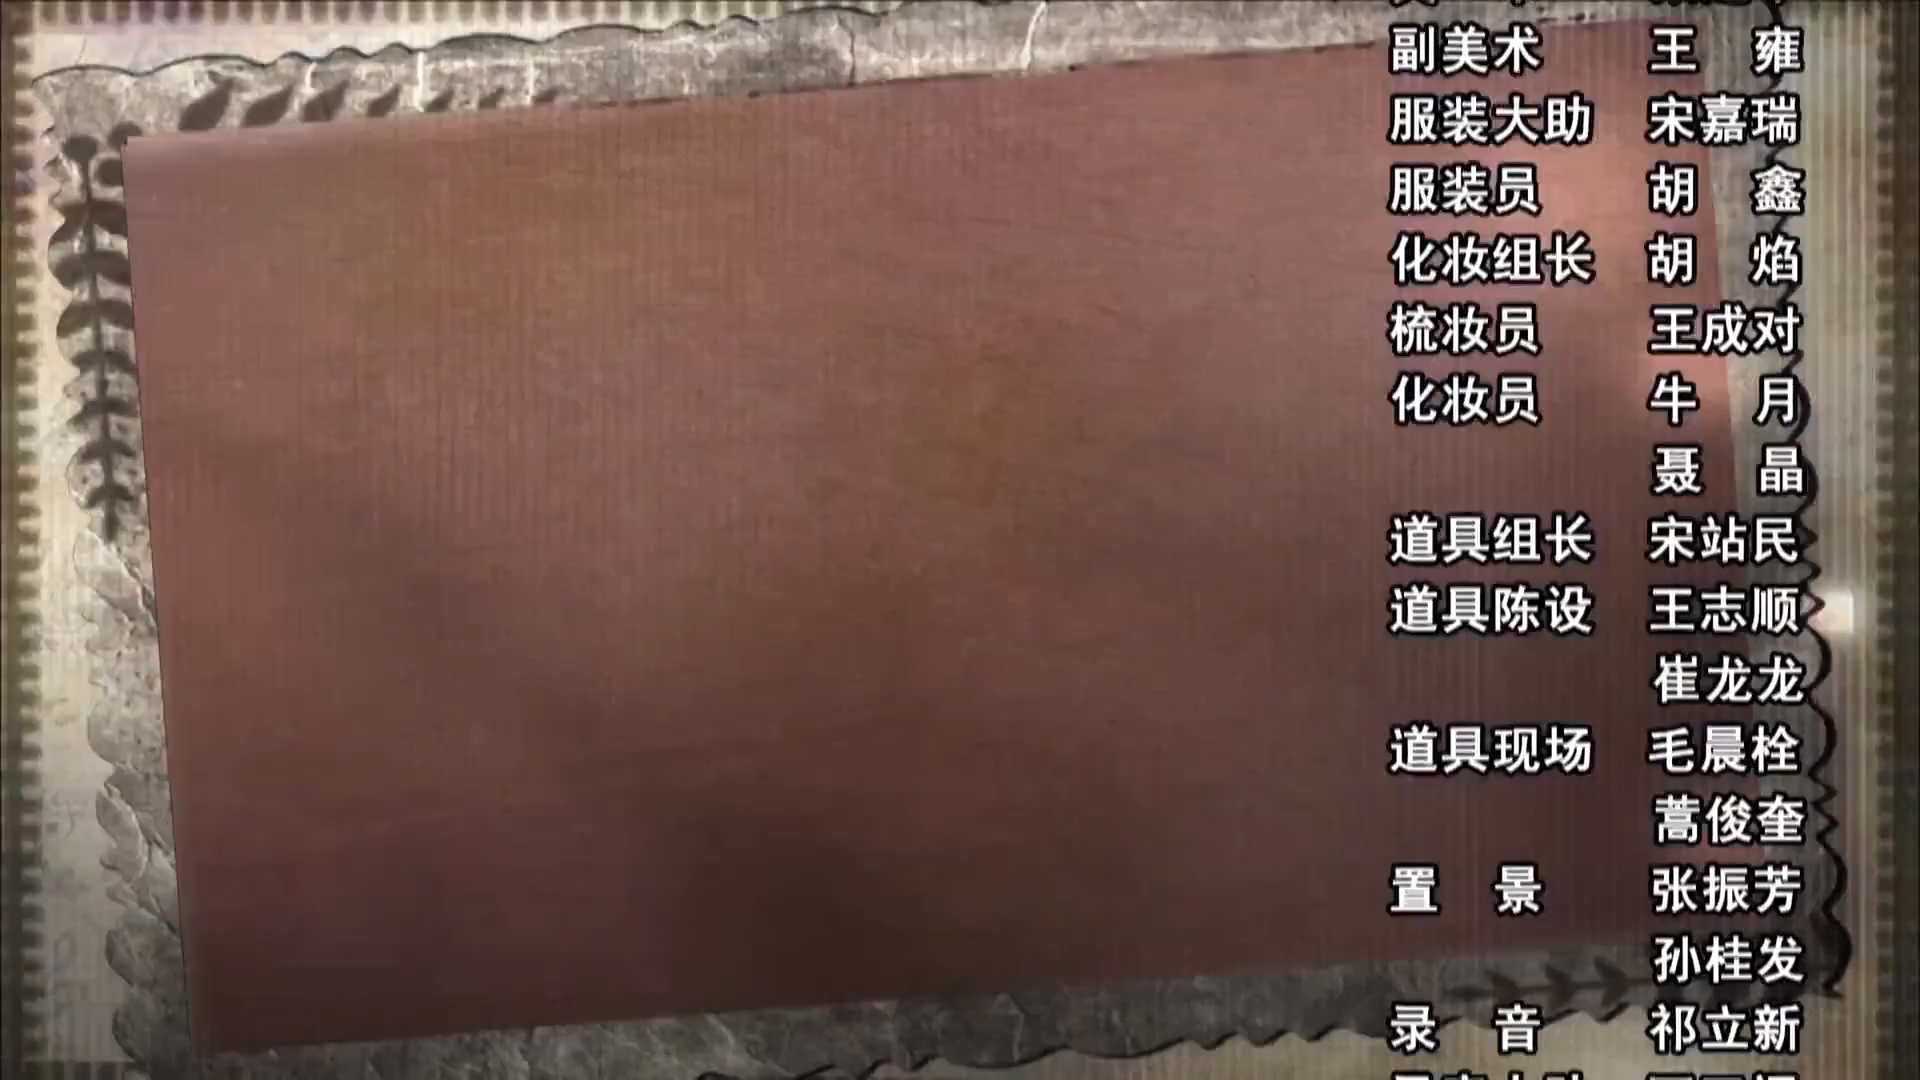 副美术 王 雍
服装大助 宋嘉瑞
服装员 胡 鑫
化妆组长 胡 焰
梳妆员 王成对
化妆员 牛 月
聂 晶
道具组长 宋站民
道具陈设 王志顺
崔龙龙
道具现场 毛晨栓
蒿俊奎
置 景 张振芳
孙桂发
录 音 祁立新